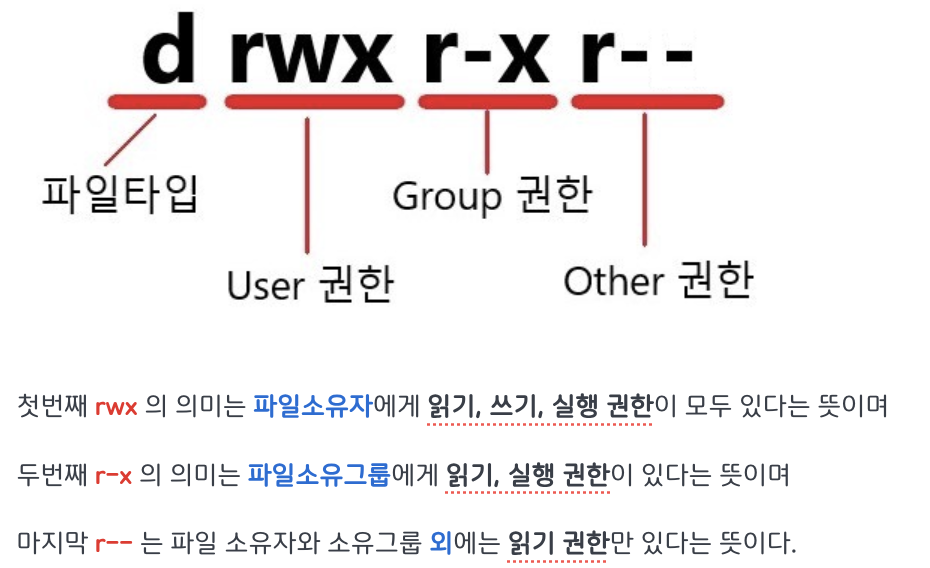 d rwx r-x r--
파일타입
Group 권한
User 권한
Other 권한
첫번째 rwx 의 의미는 파일소유자에게 읽기, 쓰기, 실행 권한이 모두 있다는 뜻이며
두번째 r-x 의 의미는 파일소유그룹에게 읽기, 실행 권한이 있다는 뜻이며
마지막 r-- 는 파일 소유자와 소유그룹 외에는 읽기 권한만 있다는 뜻이다.